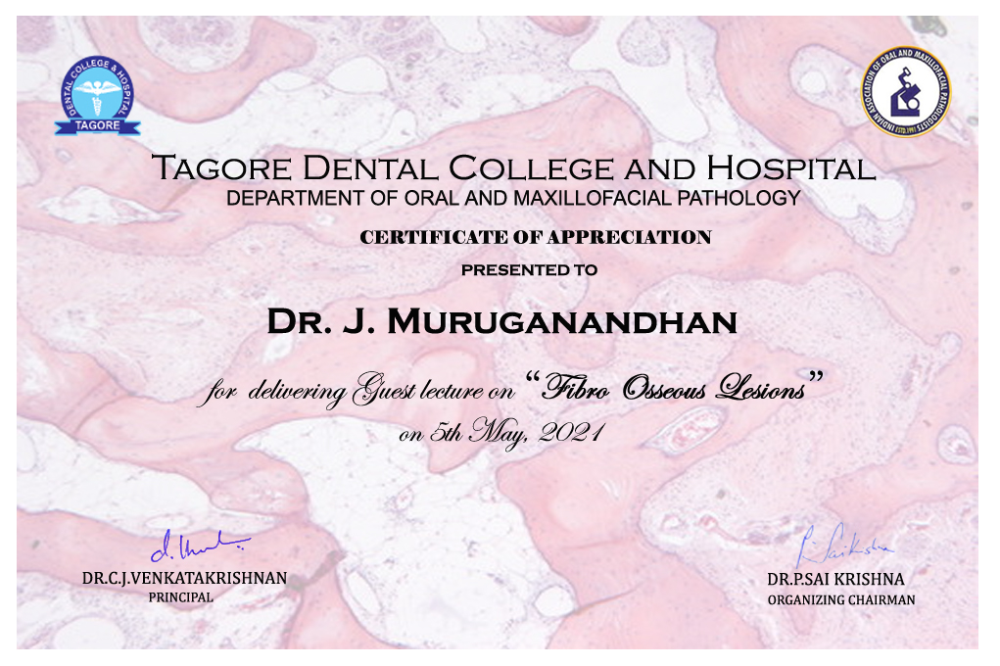 DENTAL COLLEGE & HOSPITAL
TAGORE
INDIAN ASSOCIATION OF ORAL AND MAXILLOFACIAL PATHOLOGISTS
ESTD.1991
TAGORE DENTAL COLLEGE AND HOSPITAL
DEPARTMENT OF ORAL AND MAXILLOFACIAL PATHOLOGY
CERTIFICATE OF APPRECIATION
PRESENTED TO
DR. J. MURUGANANDHAN
for delivering Guest lecture on “Fibro Osseous Lesions”
on 5th May, 2021
DR.C.J.VENKATAKRISHNAN
PRINCIPAL
P. Sai Krishna
DR.P.SAI KRISHNA
ORGANIZING CHAIRMAN